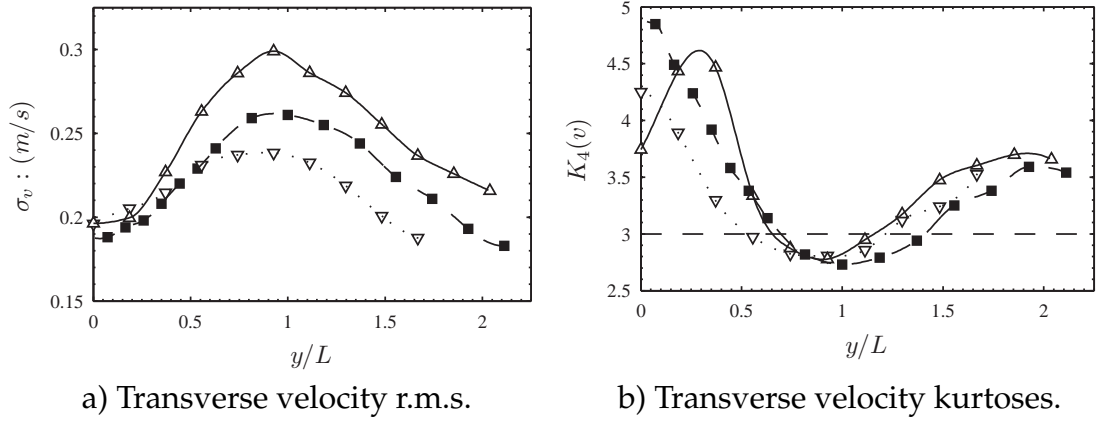 0.3
0.25
0.2
0.15
σ_v : (m/s)
0 0.5 1 1.5 2
y/L
a) Transverse velocity r.m.s.
5
4.5
4
3.5
3
2.5
K_4(v)
0 0.5 1 1.5 2
y/L
b) Transverse velocity kurtoses.